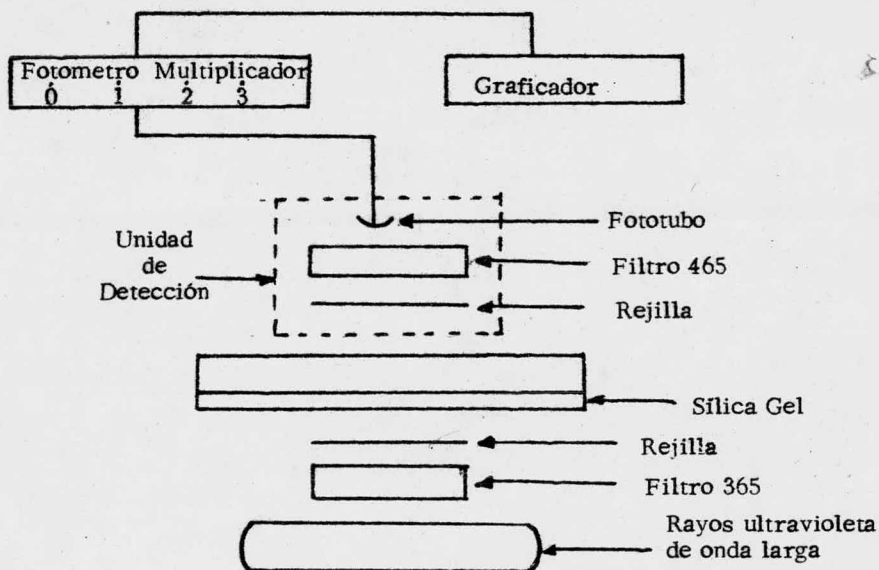 Fotometro Multiplicador
0 1 2 3
Graficador
Unidad
de
Detección
Fototubo
Filtro 465
Rejilla
Sílica Gel
Rejilla
Filtro 365
Rayos ultravioleta
de onda larga